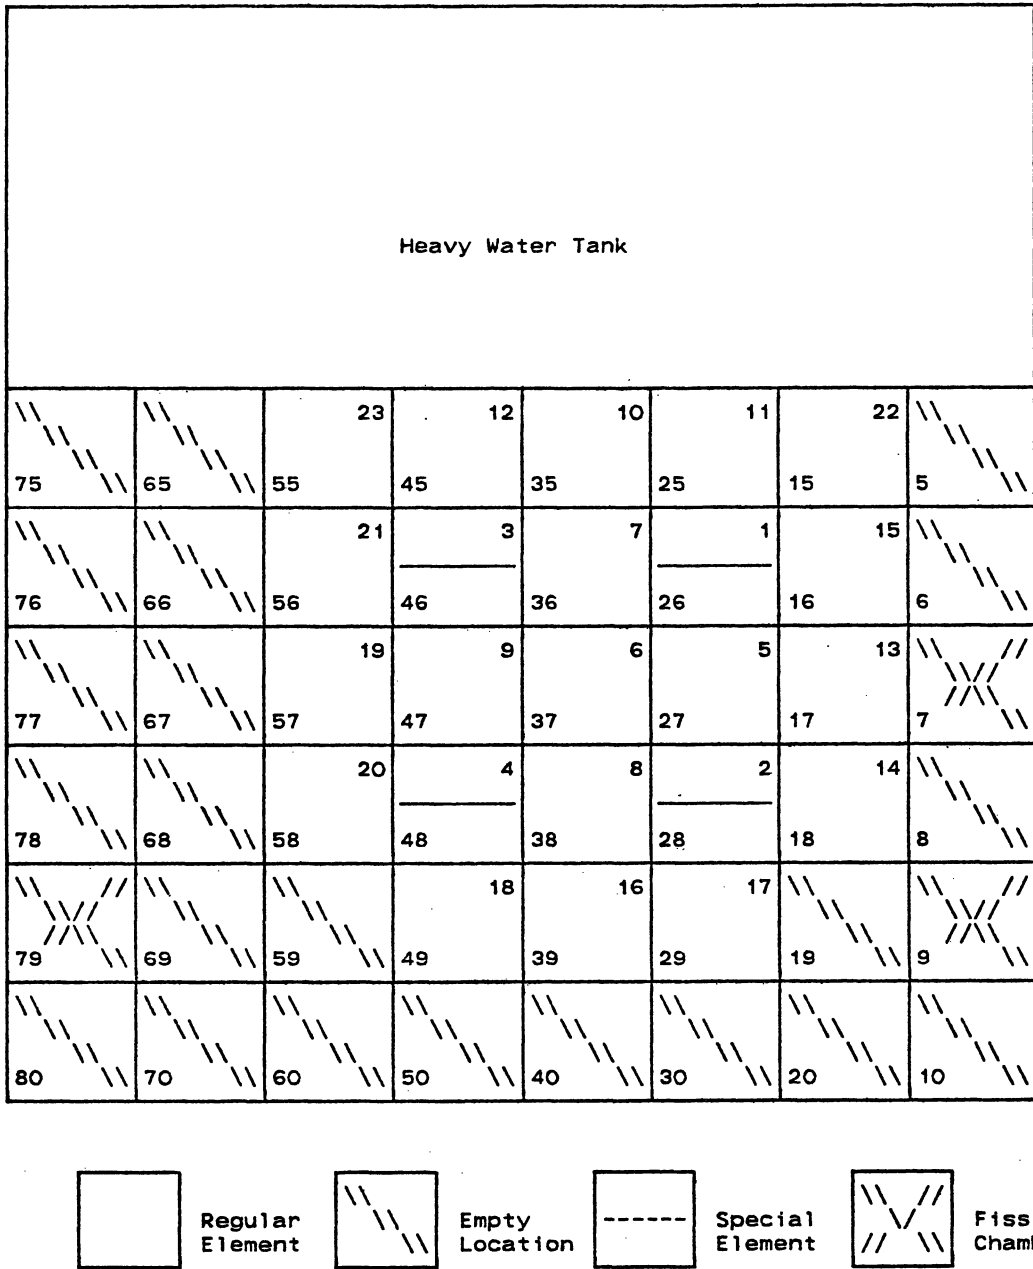 Heavy Water Tank
23 12 10 11 22
75 65 55 45 35 25 15 5
21 3 7 1 15
76 66 56 46 36 26 16 6
19 9 6 5 13
77 67 57 47 37 27 17 7
20 4 8 2 14
78 68 58 48 38 28 18 8
18 16 17
79 69 59 49 39 29 19 9
80 70 60 50 40 30 20 10
Regular Empty Special Fiss
Element Location Element Cham